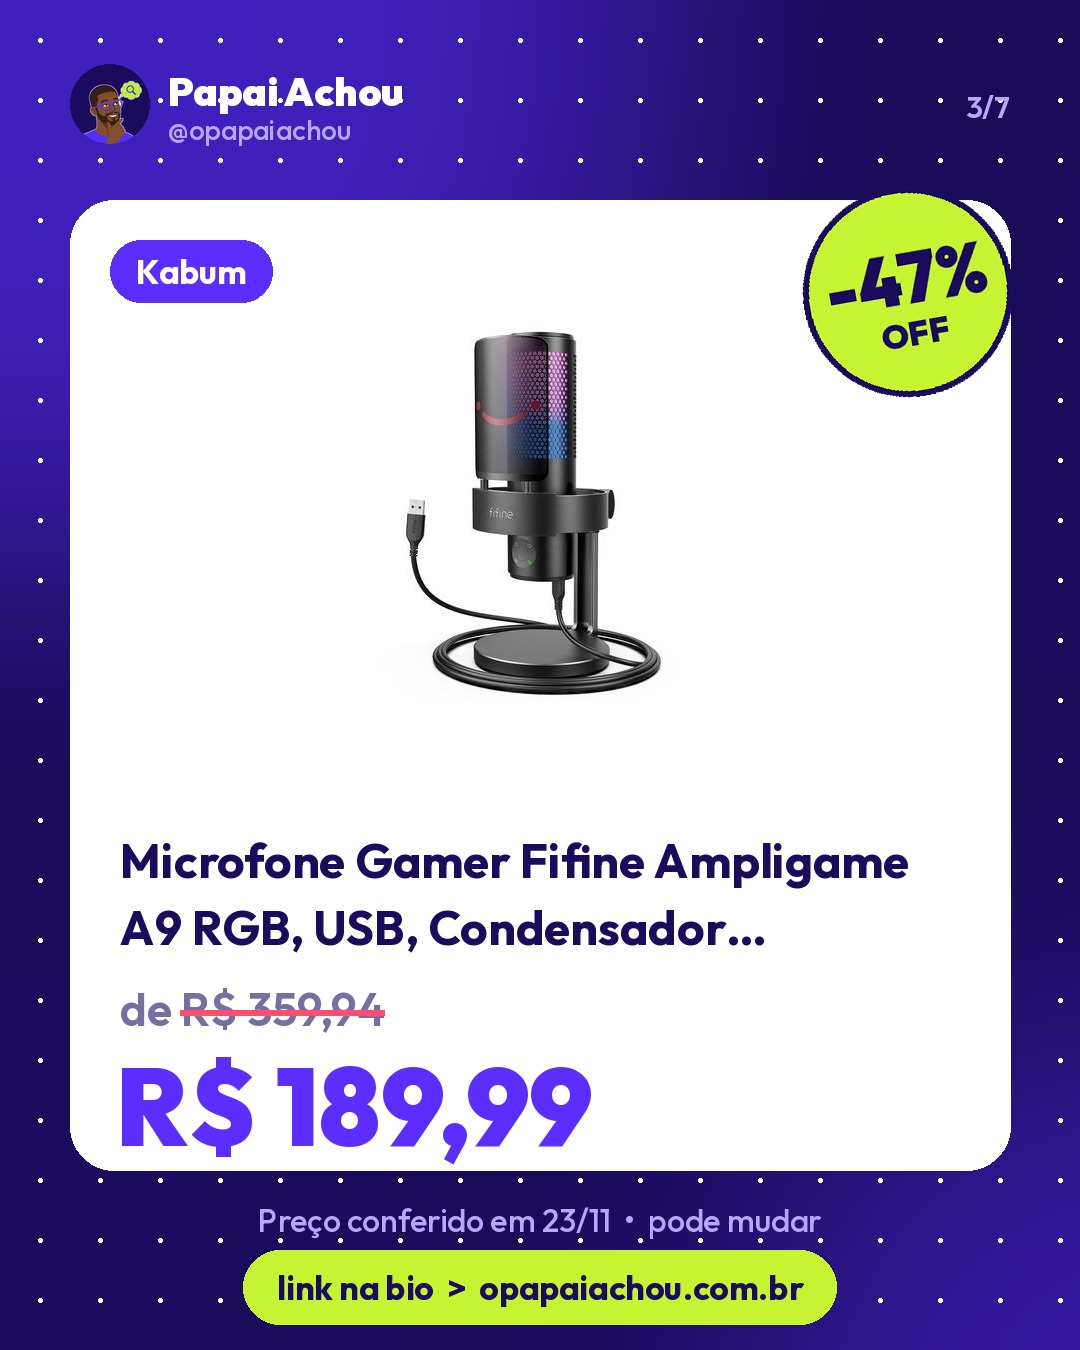 PapaiAchou
@opapaiachou
3/7
Kabum
-47%
OFF
fifine
Microfone Gamer Fifine Ampligame
A9 RGB, USB, Condensador...
de R$ 359,94
R$ 189,99
Preço conferido em 23/11 • pode mudar
link na bio > opapaiachou.com.br